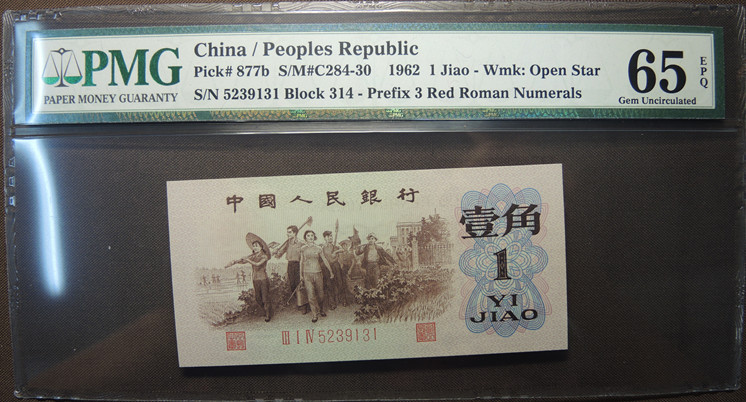 PMG
PAPER MONEY GUARANTY
China / Peoples Republic
Pick# 877b S/M#C284-30 1962 1 Jiao - Wmk: Open Star
S/N 5239131 Block 314 - Prefix 3 Red Roman Numerals
65
EPQ
Gem Uncirculated
中國人民銀行
壹角
1
YI
JIAO
III I IV 5239131